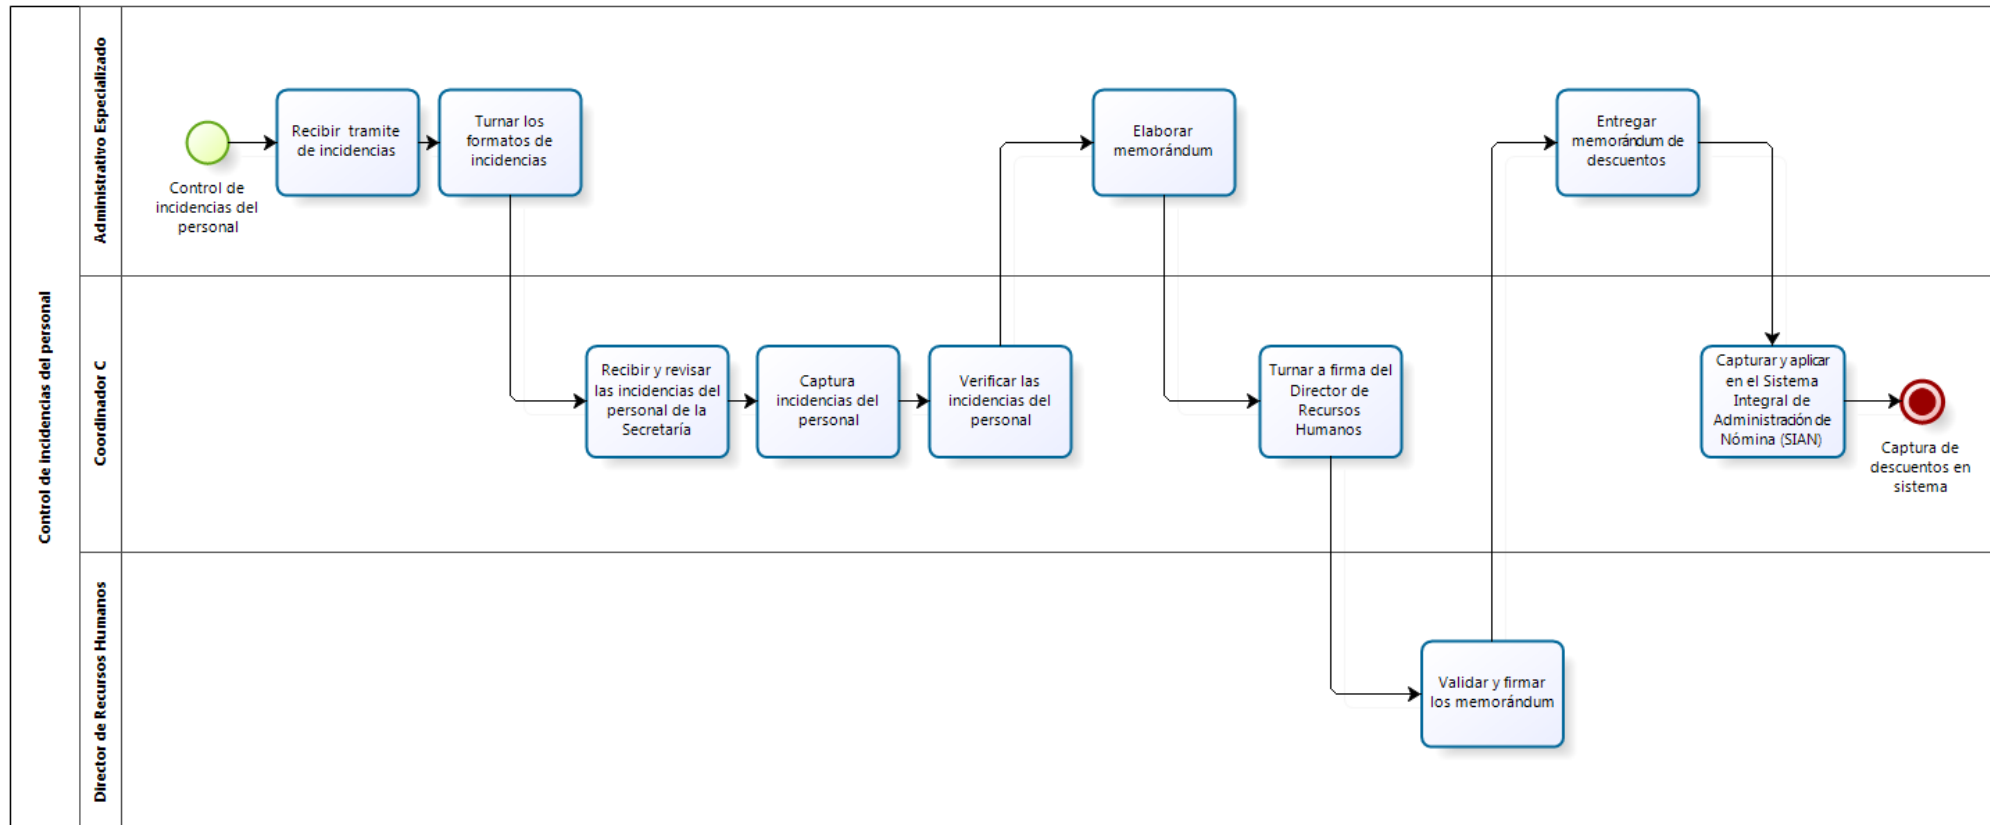 Control de incidencias del personal
Administrativo Especializado
Control de
incidencias del
personal
Recibir  tramite
de incidencias
Turnar los
formatos de
incidencias
Elaborar
memorándum
Entregar
memorándum de
descuentos
Coordinador C
Recibir y revisar
las incidencias del
personal de la
Secretaría
Captura
incidencias del
personal
Verificar las
incidencias del
personal
Turnar a firma del
Director de
Recursos
Humanos
Capturar y aplicar
en el Sistema
Integral de
Administración de
Nómina (SIAN)
Captura de
descuentos en
sistema
Director de Recursos Humanos
Validar y firmar
los memorándum